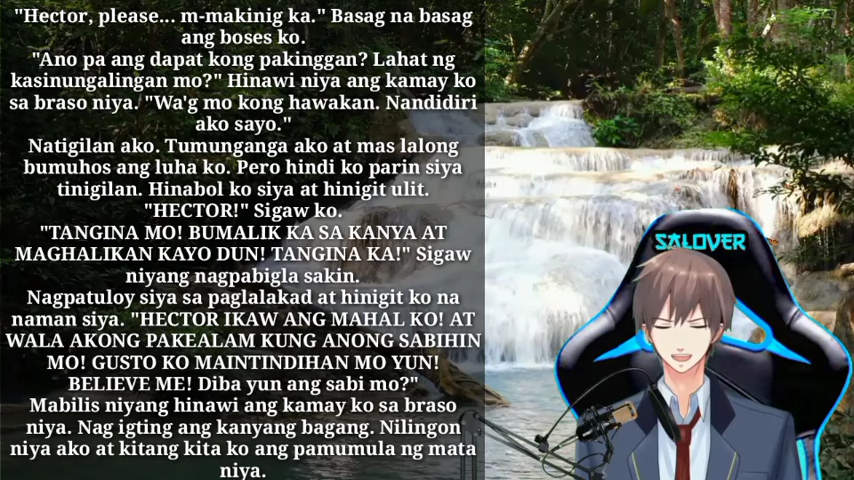 "Hector, please... m-makinig ka." Basag na basag
ang boses ko.
"Ano pa ang dapat kong pakinggan? Lahat ng
kasinungalingan mo?" Hinawi niya ang kamay ko
sa braso niya. "Wa'g mo kong hawakan. Nandidiri
ako sayo."
Natigilan ako. Tumunganga ako at mas lalong
bumuhos ang luha ko. Pero hindi ko parin siya
tinigilan. Hinabol ko siya at hinigit ulit.
"HECTOR!" Sigaw ko.
"TANGINA MO! BUMALIK KA SA KANYA AT
MAGHALIKAN KAYO DUN! TANGINA KA!" Sigaw
niyang nagpabigla sakin.
Nagpatuloy siya sa paglalakad at hinigit ko na
naman siya. "HECTOR IKAW ANG MAHAL KO! AT
WALA AKONG PAKEALAM KUNG ANONG SABIHIN
MO! GUSTO KO MAINTINDIHAN MO YUN!
BELIEVE ME! Diba yun ang sabi mo?"
Mabilis niyang hinawi ang kamay ko sa braso
niya. Nag igting ang kanyang bagang. Nilingon
niya ako at kitang kita ko ang pamumula ng mata
niya.
SALOVER